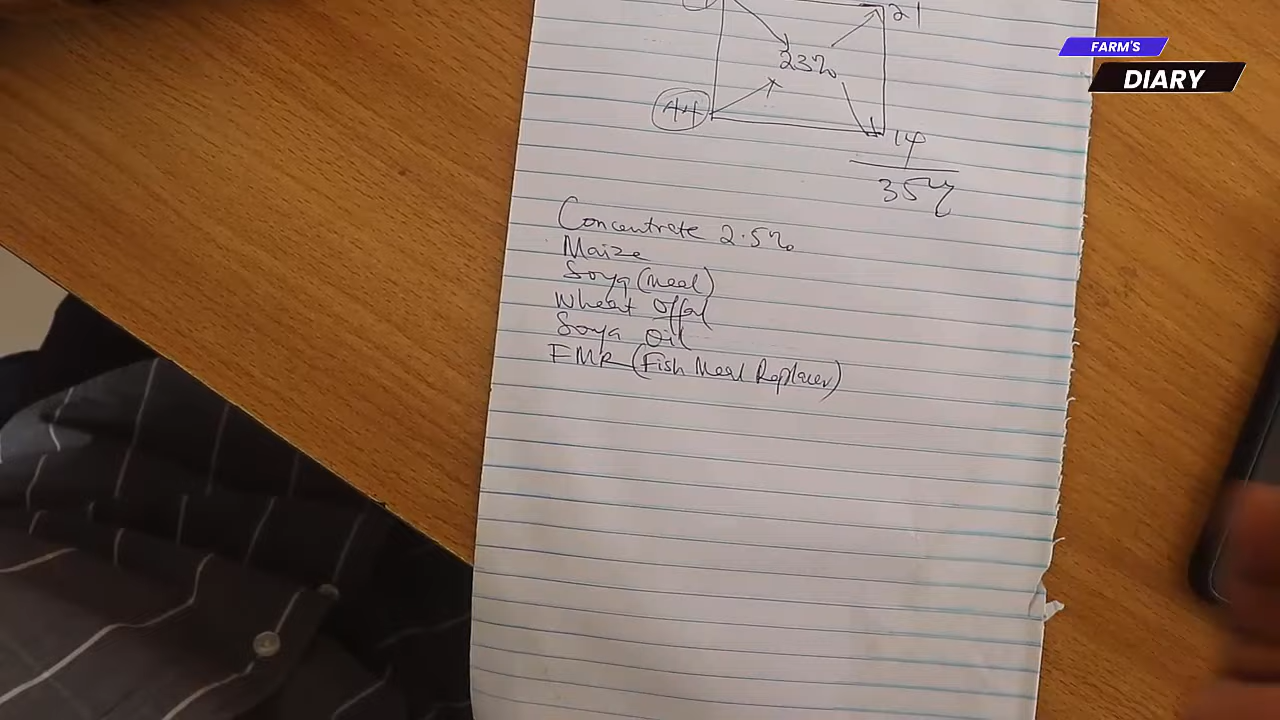 FARM'S
DIARY
21
23%
44
14
35%
Concentrate 2.5%
Maize
Soya (meal)
Wheat Offal
Soya Oil
FMR (Fish Meal Replacer)